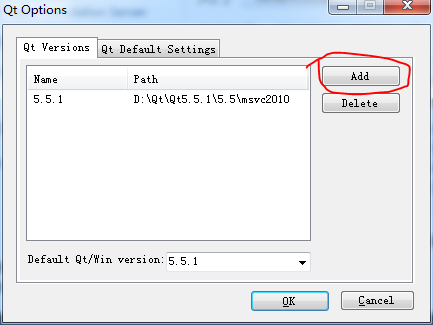 Qt Options
Qt Versions Qt Default Settings
Name Path
5.5.1 D:\Qt\Qt5.5.1\5.5\msvc2010
Add
Delete
Default Qt/Win version: 5.5.1
OK Cancel